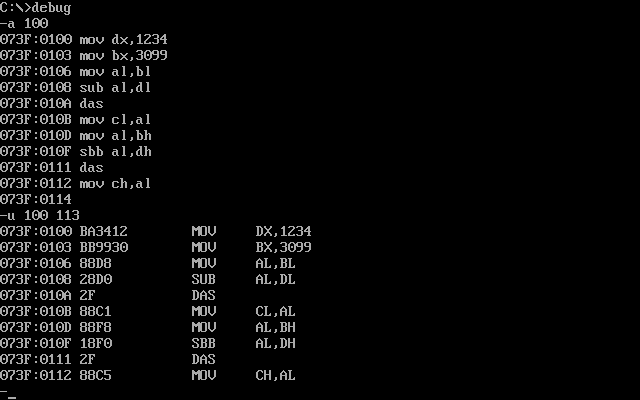 C:\>debug
-a 100
073F:0100 mov dx,1234
073F:0103 mov bx,3099
073F:0106 mov al,bl
073F:0108 sub al,dl
073F:010A das
073F:010B mov cl,al
073F:010D mov al,bh
073F:010F sbb al,dh
073F:0111 das
073F:0112 mov ch,al
073F:0114
-u 100 113
073F:0100 BA3412        MOV     DX,1234
073F:0103 BB9930        MOV     BX,3099
073F:0106 88D8          MOV     AL,BL
073F:0108 28D0          SUB     AL,DL
073F:010A 2F            DAS
073F:010B 88C1          MOV     CL,AL
073F:010D 88F8          MOV     AL,BH
073F:010F 18F0          SBB     AL,DH
073F:0111 2F            DAS
073F:0112 88C5          MOV     CH,AL
-_